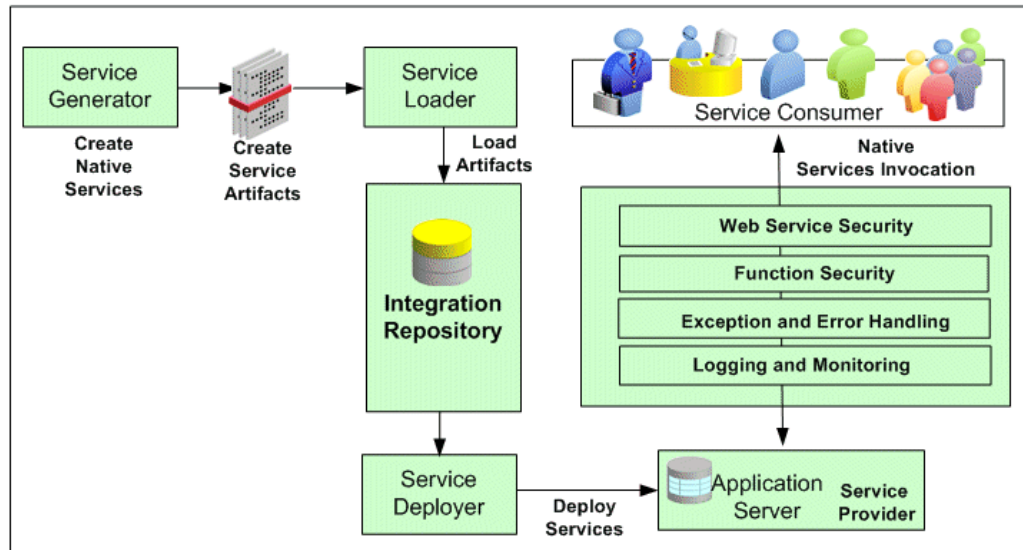 Service
Generator
Create
Native
Services
Create
Service
Artifacts
Service
Loader
Load
Artifacts
Integration
Repository
Service
Deployer
Deploy
Services
Service Consumer
Native
Services Invocation
Web Service Security
Function Security
Exception and Error Handling
Logging and Monitoring
Application
Server
Service
Provider